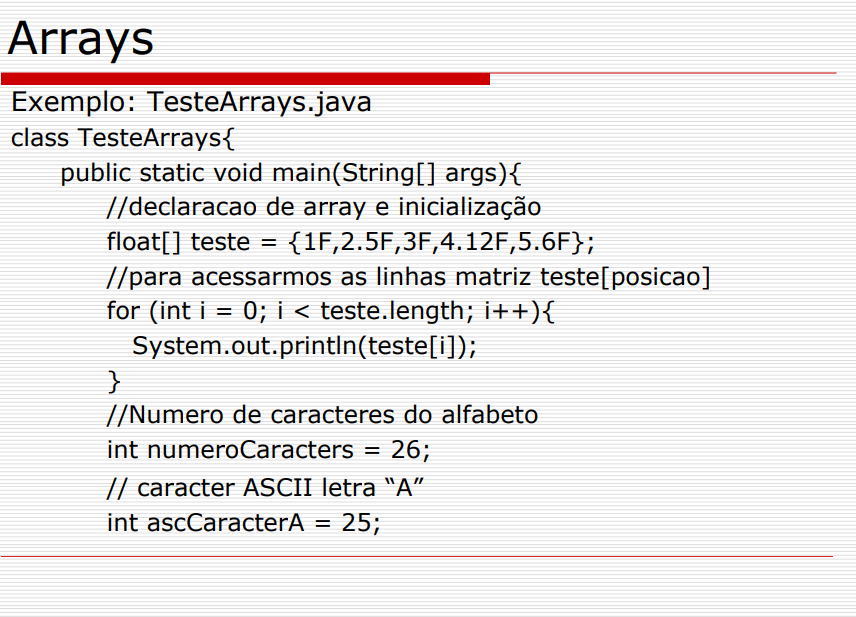 Arrays
Exemplo: TesteArrays.java
class TesteArrays{
public static void main(String[] args){
//declaracao de array e inicialização
float[] teste = {1F,2.5F,3F,4.12F,5.6F};
//para acessarmos as linhas matriz teste[posicao]
for (int i = 0; i < teste.length; i++){
System.out.println(teste[i]);
}
//Numero de caracteres do alfabeto
int numeroCaracters = 26;
// caracter ASCII letra “A”
int ascCaracterA = 25;